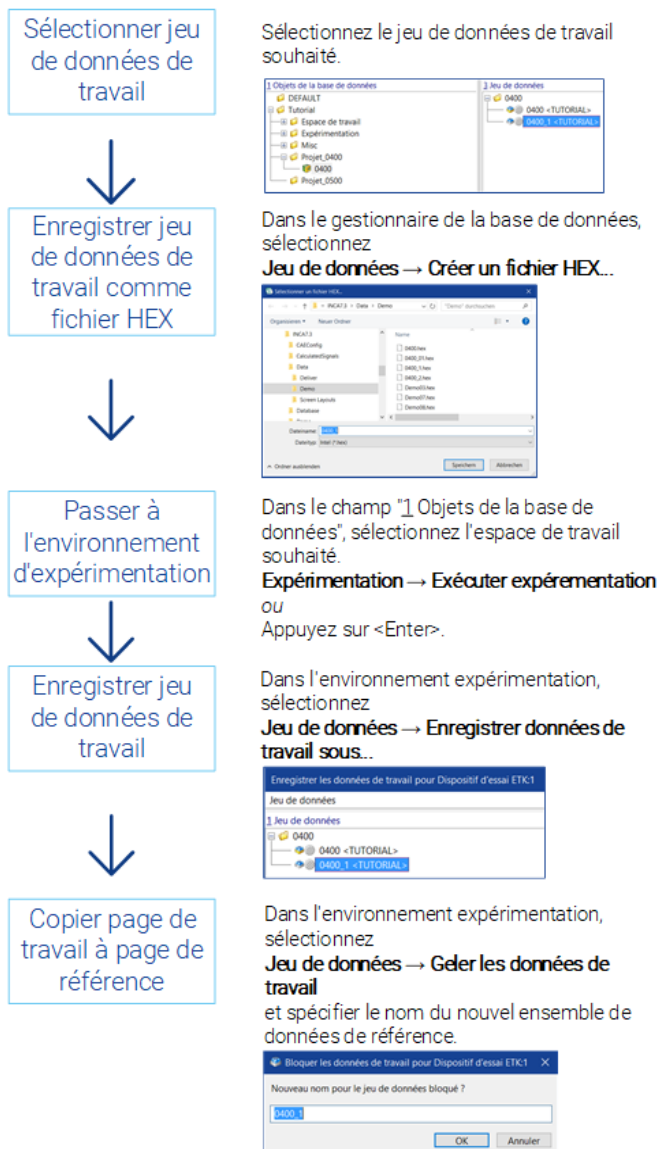 Sélectionner jeu
de données de
travail
Sélectionnez le jeu de données de travail
souhaité.
1 Objets de la base de données
DEFAULT
Tutorial
Espace de travail
Expérimentation
Misc
Projet_0400
0400
Projet_0500
1 Jeu de données
0400
0400 <TUTORIAL>
0400_1 <TUTORIAL>
Enregistrer jeu
de données de
travail comme
fichier HEX
Dans le gestionnaire de la base de données,
sélectionnez
Jeu de données → Créer un fichier HEX...
Sélectionner un fichier HEX...
« INCA7.3 > Data > Demo
"Demo" durchsuchen
Organisieren
Neuer Ordner
INCA7.3
CAEConfig
CalculatedSignals
Data
Deliver
Demo
Screen Layouts
Database
Name
0400.hex
0400_01.hex
0400_1.hex
0400_2.hex
Demo03.hex
Demo07.hex
Demo08.hex
Dateiname: 0400_1
Dateityp: Intel (*.hex)
Ordner ausblenden
Speichern
Abbrechen
Passer à
l'environnement
d'expérimentation
Dans le champ "1 Objets de la base de
données", sélectionnez l'espace de travail
souhaité.
Expérimentation → Exécuter expérementation
ou
Appuyez sur <Enter>.
Enregistrer jeu
de données de
travail
Dans l'environnement expérimentation,
sélectionnez
Jeu de données → Enregistrer données de
travail sous...
Enregistrer les données de travail pour Dispositif d'essai ETK:1
Jeu de données
1 Jeu de données
0400
0400 <TUTORIAL>
0400_1 <TUTORIAL>
Copier page de
travail à page de
référence
Dans l'environnement expérimentation,
sélectionnez
Jeu de données → Geler les données de
travail
et spécifier le nom du nouvel ensemble de
données de référence.
Bloquer les données de travail pour Dispositif d'essai ETK:1
Nouveau nom pour le jeu de données bloqué ?
0400_1
OK
Annuler